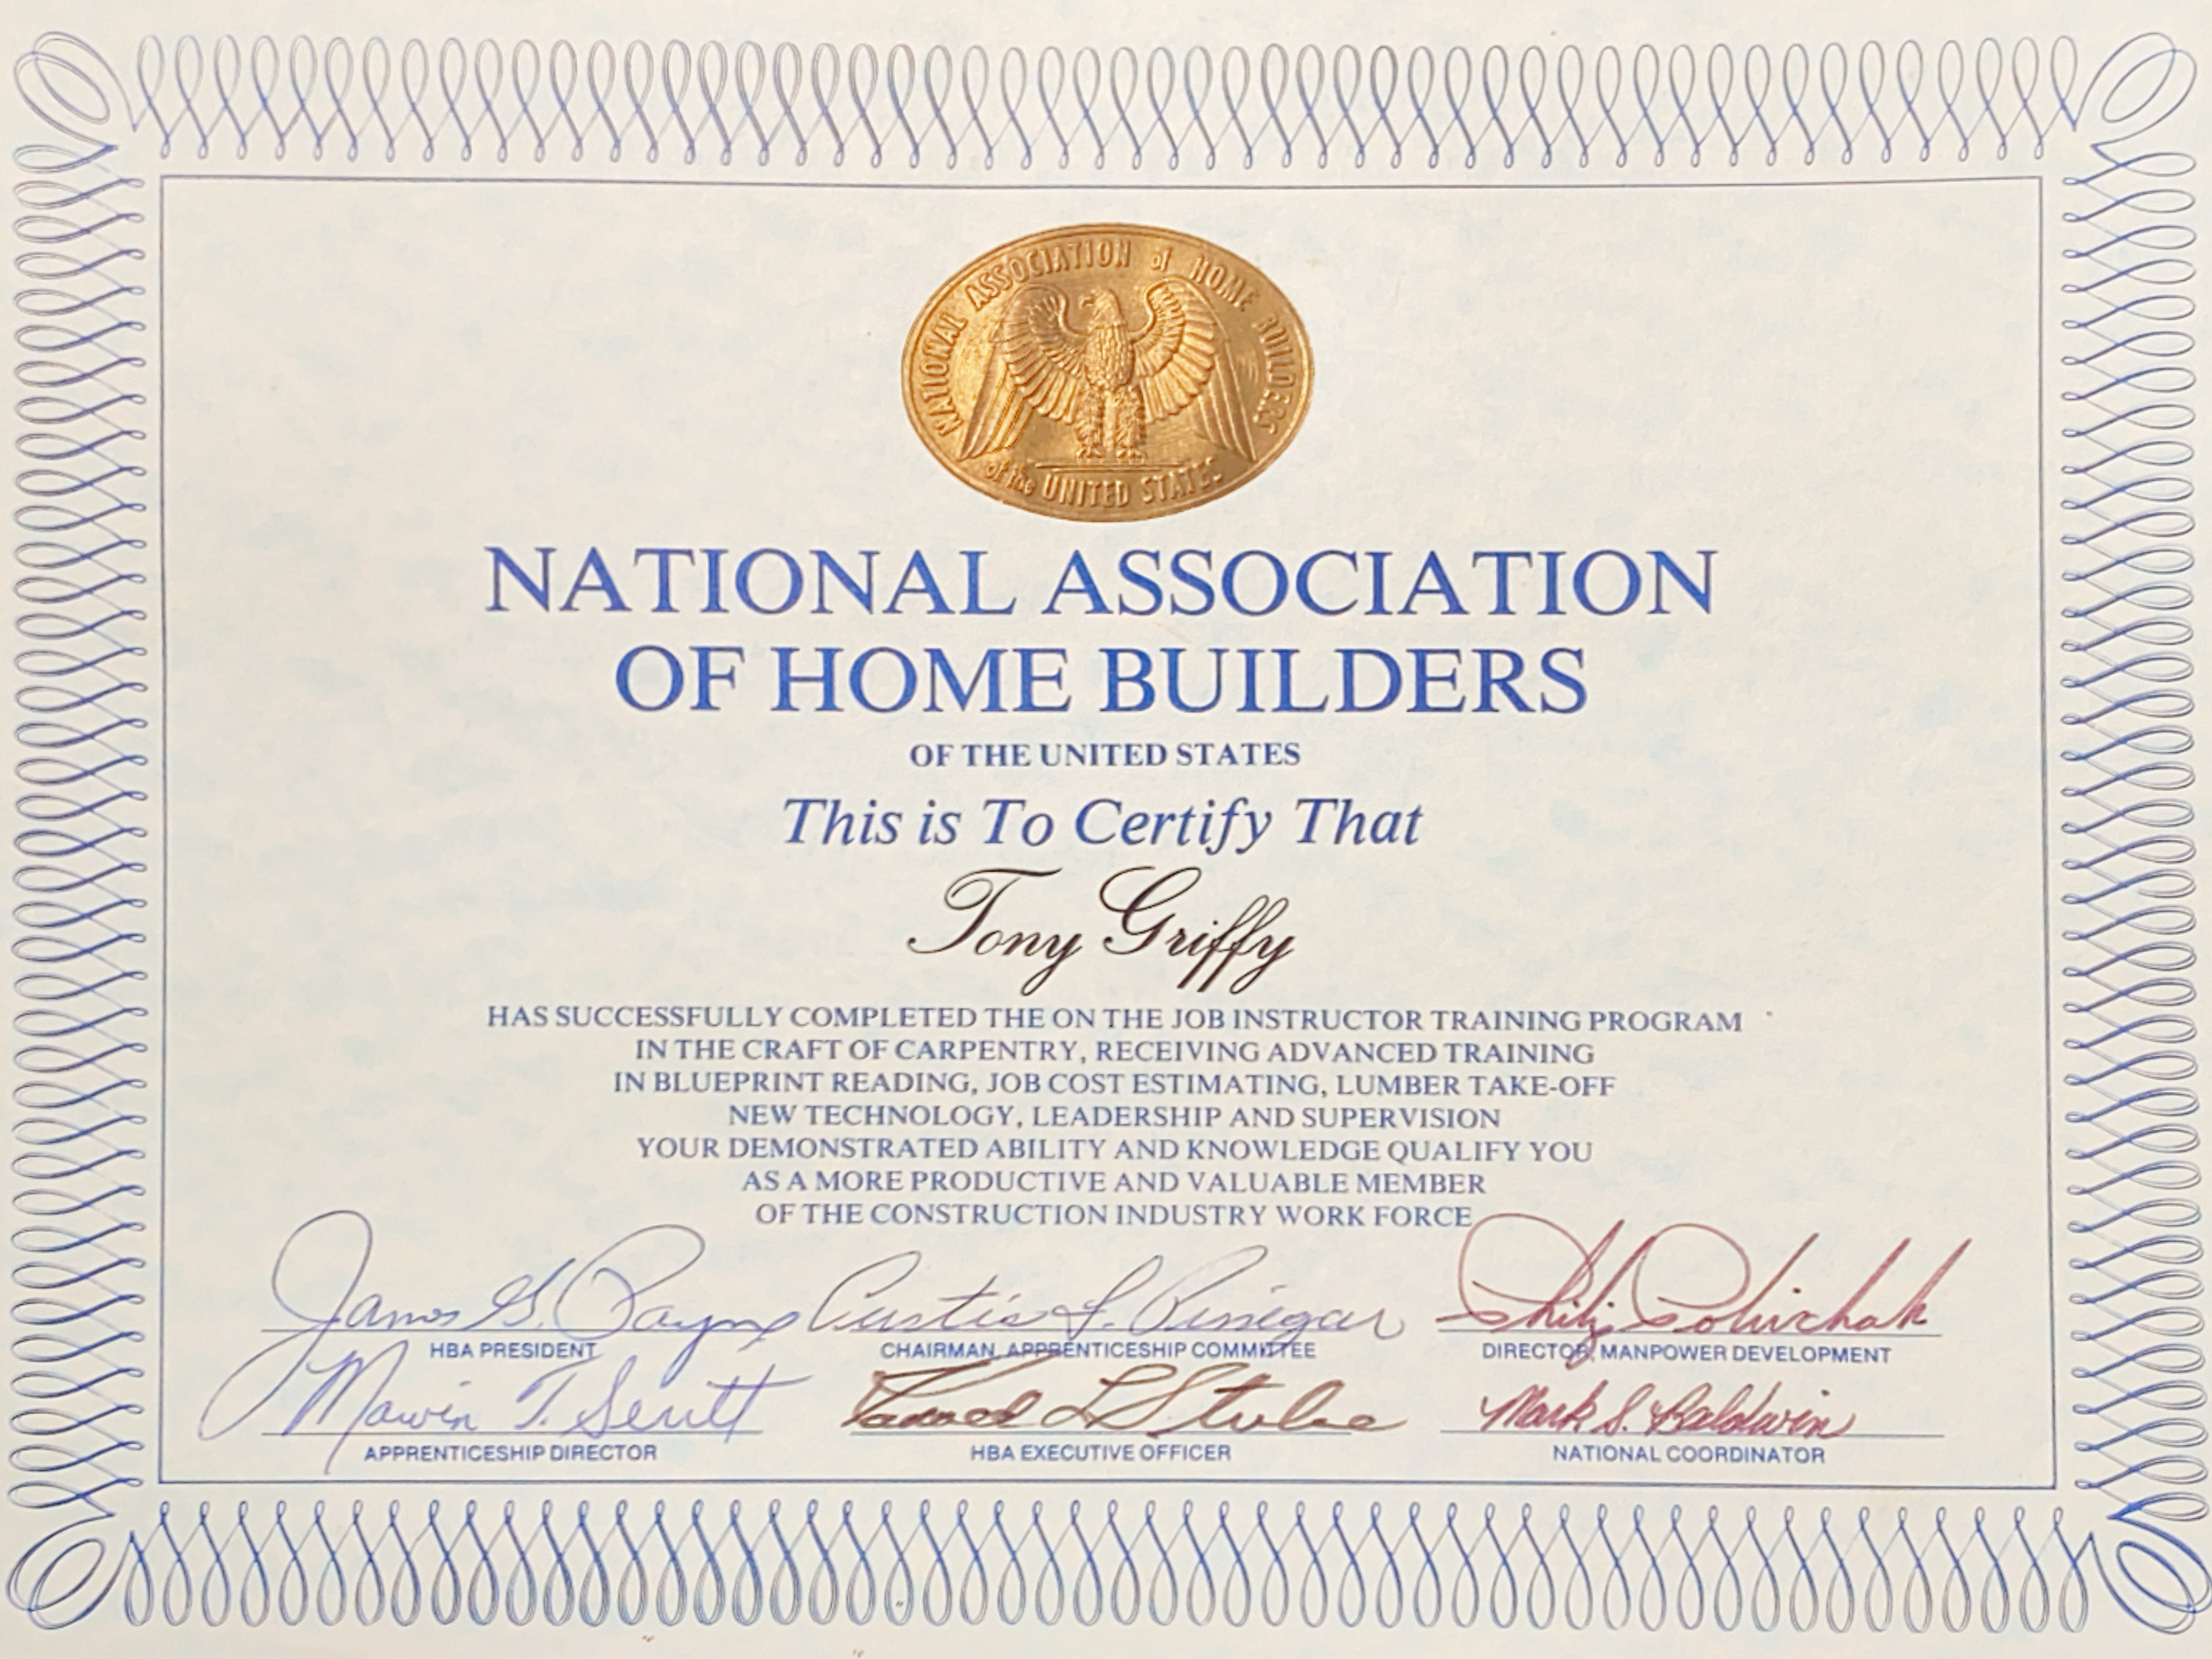 NATIONAL ASSOCIATION of HOME BUILDERS
of the UNITED STATES
NATIONAL ASSOCIATION
OF HOME BUILDERS
OF THE UNITED STATES
This is To Certify That
Tony Griffy
HAS SUCCESSFULLY COMPLETED THE ON THE JOB INSTRUCTOR TRAINING PROGRAM
IN THE CRAFT OF CARPENTRY, RECEIVING ADVANCED TRAINING
IN BLUEPRINT READING, JOB COST ESTIMATING, LUMBER TAKE-OFF
NEW TECHNOLOGY, LEADERSHIP AND SUPERVISION
YOUR DEMONSTRATED ABILITY AND KNOWLEDGE QUALIFY YOU
AS A MORE PRODUCTIVE AND VALUABLE MEMBER
OF THE CONSTRUCTION INDUSTRY WORK FORCE
James G. Payne Curtis L. Pinegar
HBA PRESIDENT CHAIRMAN, APPRENTICESHIP COMMITTEE DIRECTOR, MANPOWER DEVELOPMENT
T. Mark S. Baldwin
APPRENTICESHIP DIRECTOR HBA EXECUTIVE OFFICER NATIONAL COORDINATOR